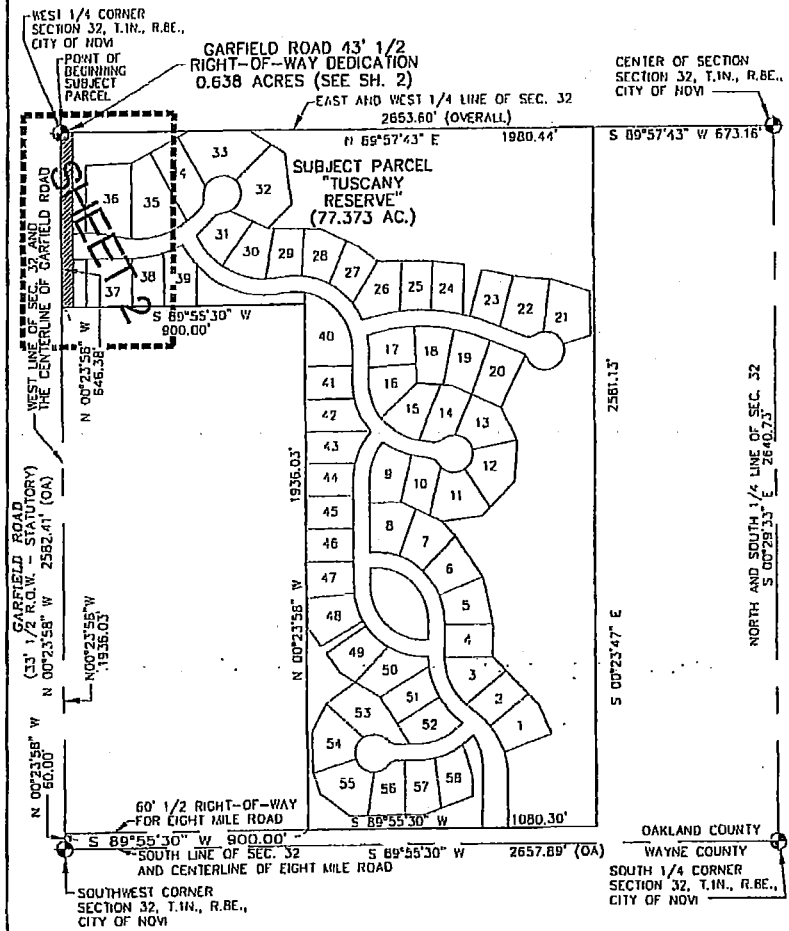 WEST 1/4 CORNER
SECTION 32, T.1N., R.8E.,
CITY OF NOVI
POINT OF
BEGINNING
SUBJECT
PARCEL
GARFIELD ROAD 43' 1/2
RIGHT-OF-WAY DEDICATION
0.638 ACRES (SEE SH. 2)
CENTER OF SECTION
SECTION 32, T.1N., R.8E.,
CITY OF NOVI
EAST AND WEST 1/4 LINE OF SEC. 32
2653.60' (OVERALL)
N 89°57'43" E 1980.44'
S 89°57'43" W 673.16'
SUBJECT PARCEL
"TUSCANY
RESERVE"
(77.373 AC.)
SHEET 2
36
35
4
33
32
31
30
29
28
27
26
25
24
23
22
21
37
38
39
S 89°55'30" W
900.00'
WEST LINE OF SEC. 32 AND
THE CENTERLINE OF GARFIELD ROAD
N 00°23'58" W
646.38'
40
17
18
19
20
41
16
42
15
14
13
43
12
44
9
10
11
45
8
7
46
6
47
5
48
4
49
50
3
51
2
53
52
1
54
55
56
57
58
1936.03'
N 00°23'58" W
2581.13'
S 00°23'47" E
NORTH AND SOUTH 1/4 LINE OF SEC. 32
S 00°29'33" E 2640.73'
GARFIELD ROAD
(33' 1/2 R.O.W. - STATUTORY)
N 00°23'58" W 2582.41' (OA)
N00°23'58"W
1936.03'
N 00°23'58" W
60.00'
60' 1/2 RIGHT-OF-WAY
FOR EIGHT MILE ROAD
S 89°55'30" W 1080.30'
S 89°55'30" W 900.00'
SOUTH LINE OF SEC. 32
AND CENTERLINE OF EIGHT MILE ROAD
S 89°55'30" W 2657.89' (OA)
OAKLAND COUNTY
WAYNE COUNTY
SOUTHWEST CORNER
SECTION 32, T.1N., R.8E.,
CITY OF NOVI
SOUTH 1/4 CORNER
SECTION 32, T.1N., R.8E.,
CITY OF NOVI